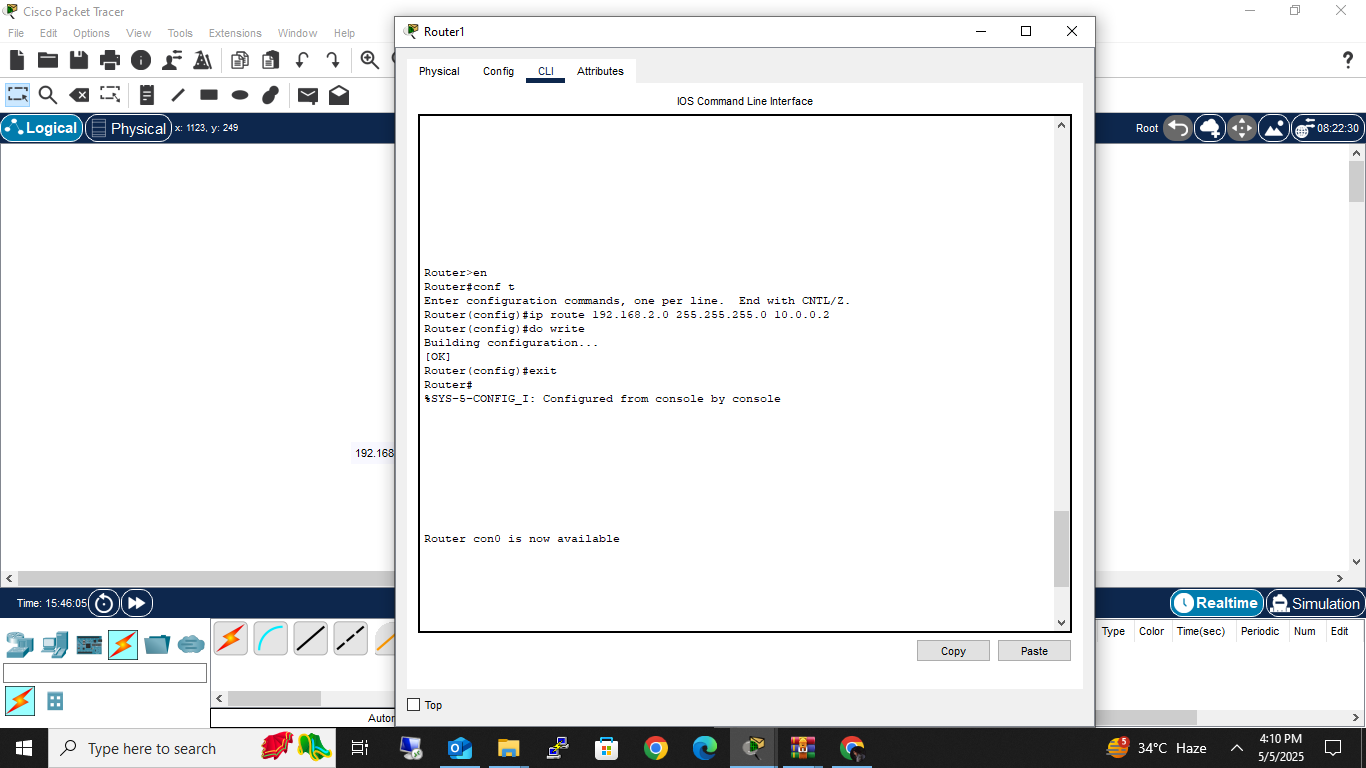 Cisco Packet Tracer
File Edit Options View Tools Extensions Window Help
Logical Physical x: 1123, y: 249
Root 08:22:30
192.168
Router1
Physical Config CLI Attributes
IOS Command Line Interface
Router>en
Router#conf t
Enter configuration commands, one per line.  End with CNTL/Z.
Router(config)#ip route 192.168.2.0 255.255.255.0 10.0.0.2
Router(config)#do write
Building configuration...
[OK]
Router(config)#exit
Router#
%SYS-5-CONFIG_I: Configured from console by console
Router con0 is now available
Copy Paste
Top
Time: 15:46:05
Realtime Simulation
Type Color Time(sec) Periodic Num Edit
Autor
Type here to search
5
34°C Haze
4:10 PM
5/5/2025